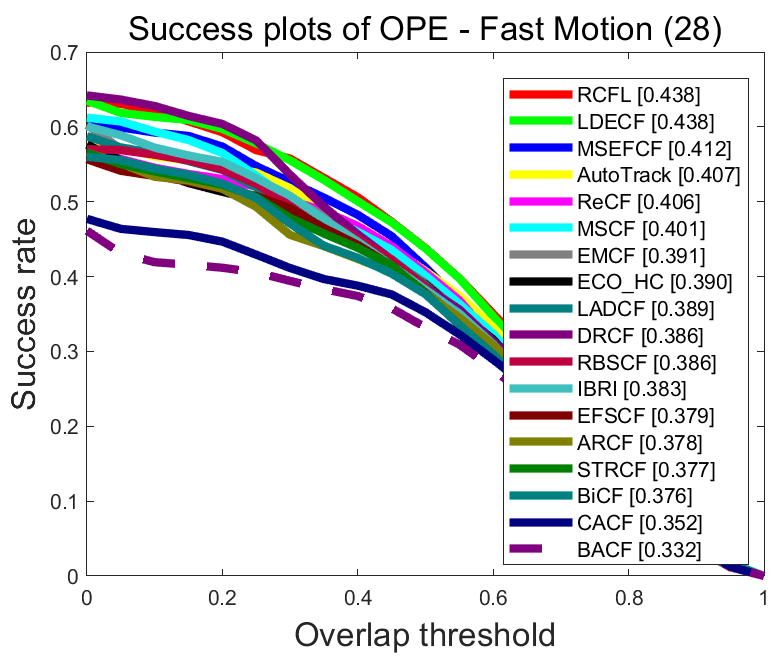 Success plots of OPE - Fast Motion (28)
0.7
0.6
0.5
0.4
0.3
0.2
0.1
0
Success rate
RCFL [0.438]
LDECF [0.438]
MSEFCF [0.412]
AutoTrack [0.407]
ReCF [0.406]
MSCF [0.401]
EMCF [0.391]
ECO_HC [0.390]
LADCF [0.389]
DRCF [0.386]
RBSCF [0.386]
IBRI [0.383]
EFSCF [0.379]
ARCF [0.378]
STRCF [0.377]
BiCF [0.376]
CACF [0.352]
BACF [0.332]
0 0.2 0.4 0.6 0.8 1
Overlap threshold